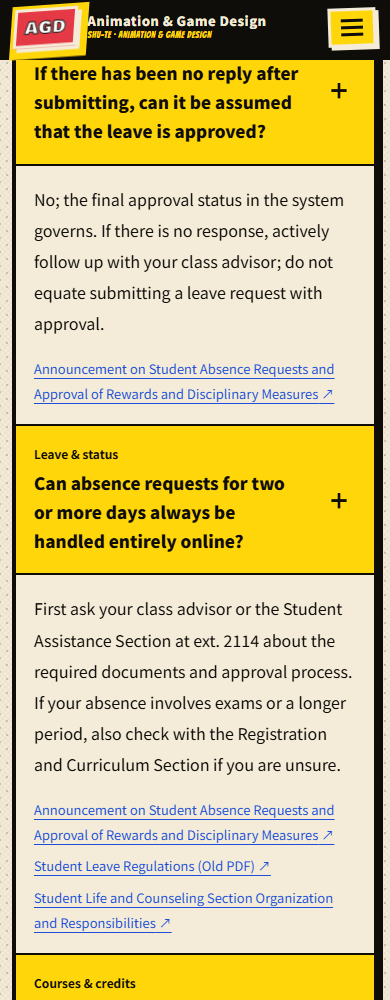 AGD
Animation & Game Design
SHU-TE · ANIMATION & GAME DESIGN
If there has been no reply after
submitting, can it be assumed
that the leave is approved?
+
No; the final approval status in the system
governs. If there is no response, actively
follow up with your class advisor; do not
equate submitting a leave request with
approval.
Announcement on Student Absence Requests and
Approval of Rewards and Disciplinary Measures ↗
Leave & status
Can absence requests for two
or more days always be
handled entirely online?
+
First ask your class advisor or the Student
Assistance Section at ext. 2114 about the
required documents and approval process.
If your absence involves exams or a longer
period, also check with the Registration
and Curriculum Section if you are unsure.
Announcement on Student Absence Requests and
Approval of Rewards and Disciplinary Measures ↗
Student Leave Regulations (Old PDF) ↗
Student Life and Counseling Section Organization
and Responsibilities ↗
Courses & credits